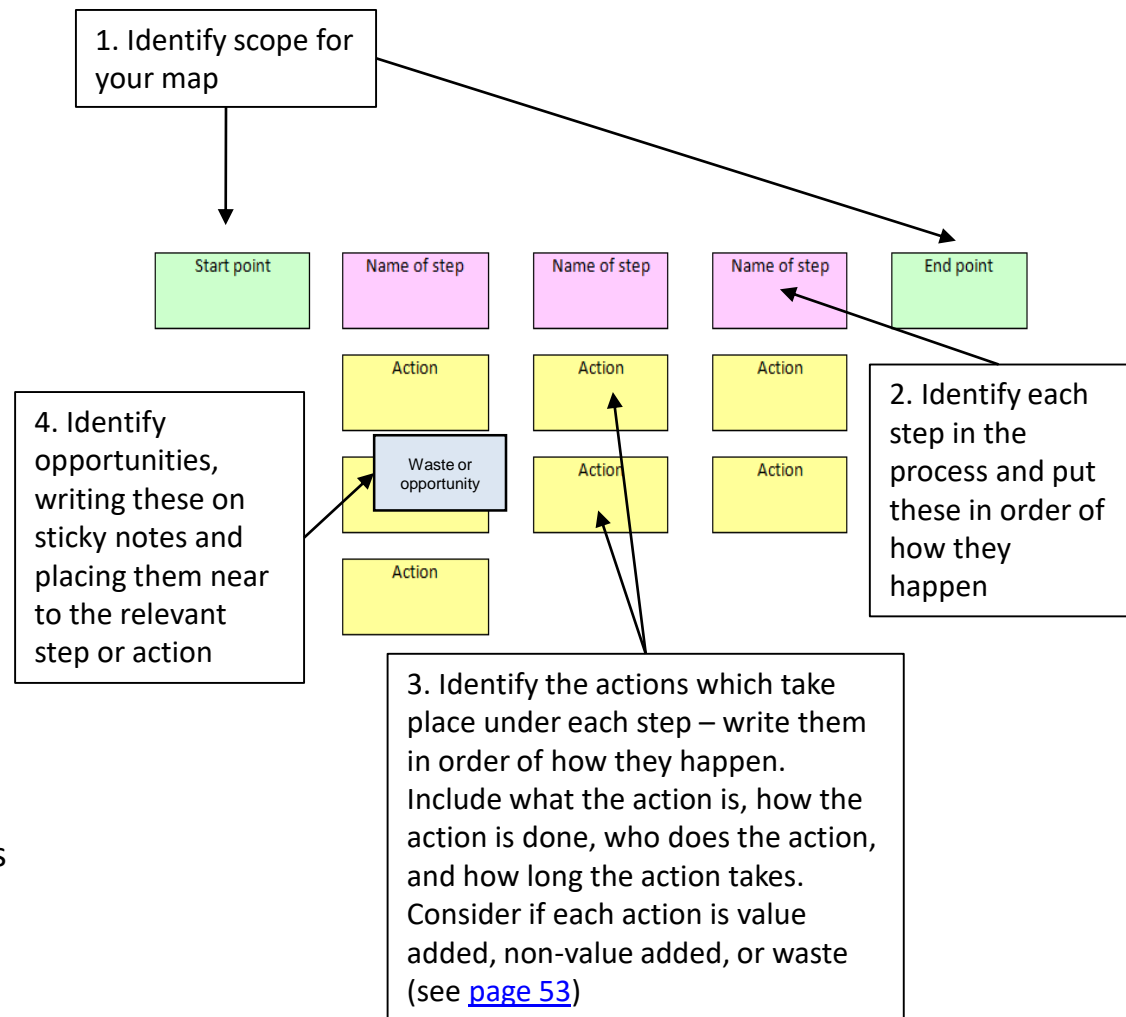 1. Identify scope for
your map
Start point
Name of step
Name of step
Name of step
End point
Action
Action
Action
4. Identify
opportunities,
writing these on
sticky notes and
placing them near
to the relevant
step or action
Waste or
opportunity
Action
Action
Action
2. Identify each
step in the
process and put
these in order of
how they
happen
3. Identify the actions which take
place under each step – write them
in order of how they happen.
Include what the action is, how the
action is done, who does the action,
and how long the action takes.
Consider if each action is value
added, non-value added, or waste
(see page 53)
s